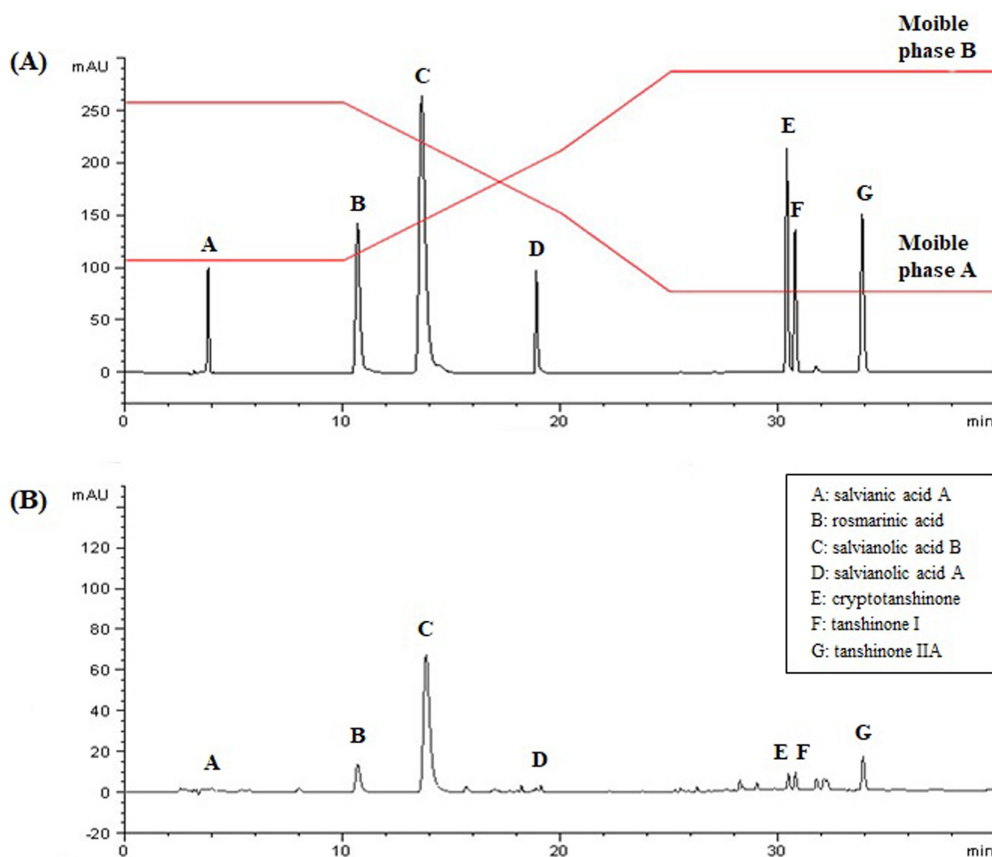 (A)
mAU
Moible
phase B
250
200
150
100
50
0
A
B
C
D
E
F
G
Moible
phase A
0
10
20
30
min
(B)
mAU
120
100
80
60
40
20
0
-20
A
B
C
D
E
F
G
A: salvianic acid A
B: rosmarinic acid
C: salvianolic acid B
D: salvianolic acid A
E: cryptotanshinone
F: tanshinone I
G: tanshinone IIA
0
10
20
30
min